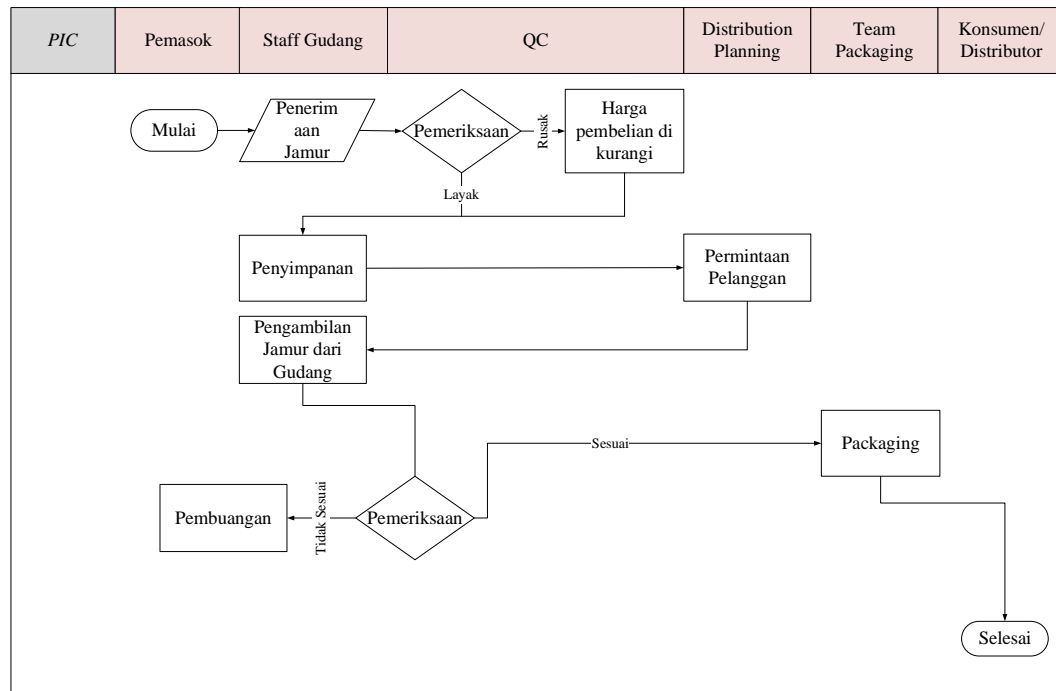 PIC
Pemasok
Staff Gudang
QC
Distribution
Planning
Team
Packaging
Konsumen/
Distributor
Mulai
Penerim
aan
Jamur
Pemeriksaan
Rusak
Harga
pembelian di
kurangi
Layak
Penyimpanan
Permintaan
Pelanggan
Pengambilan
Jamur dari
Gudang
Sesuai
Packaging
Pembuangan
Tidak Sesuai
Pemeriksaan
Selesai